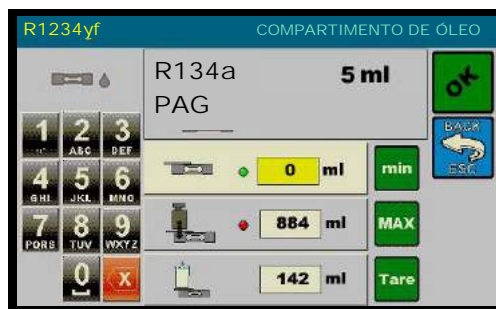 R1234yf COMPARTIMENTO DE ÓLEO
R134a 5 ml
PAG
OK
BACK
ESC
1 2 3
ABC DEF
4 5 6
GHI JKL MNO
7 8 9
PQRS TUV WXYZ
0 X
0 ml min
884 ml MAX
142 ml Tare